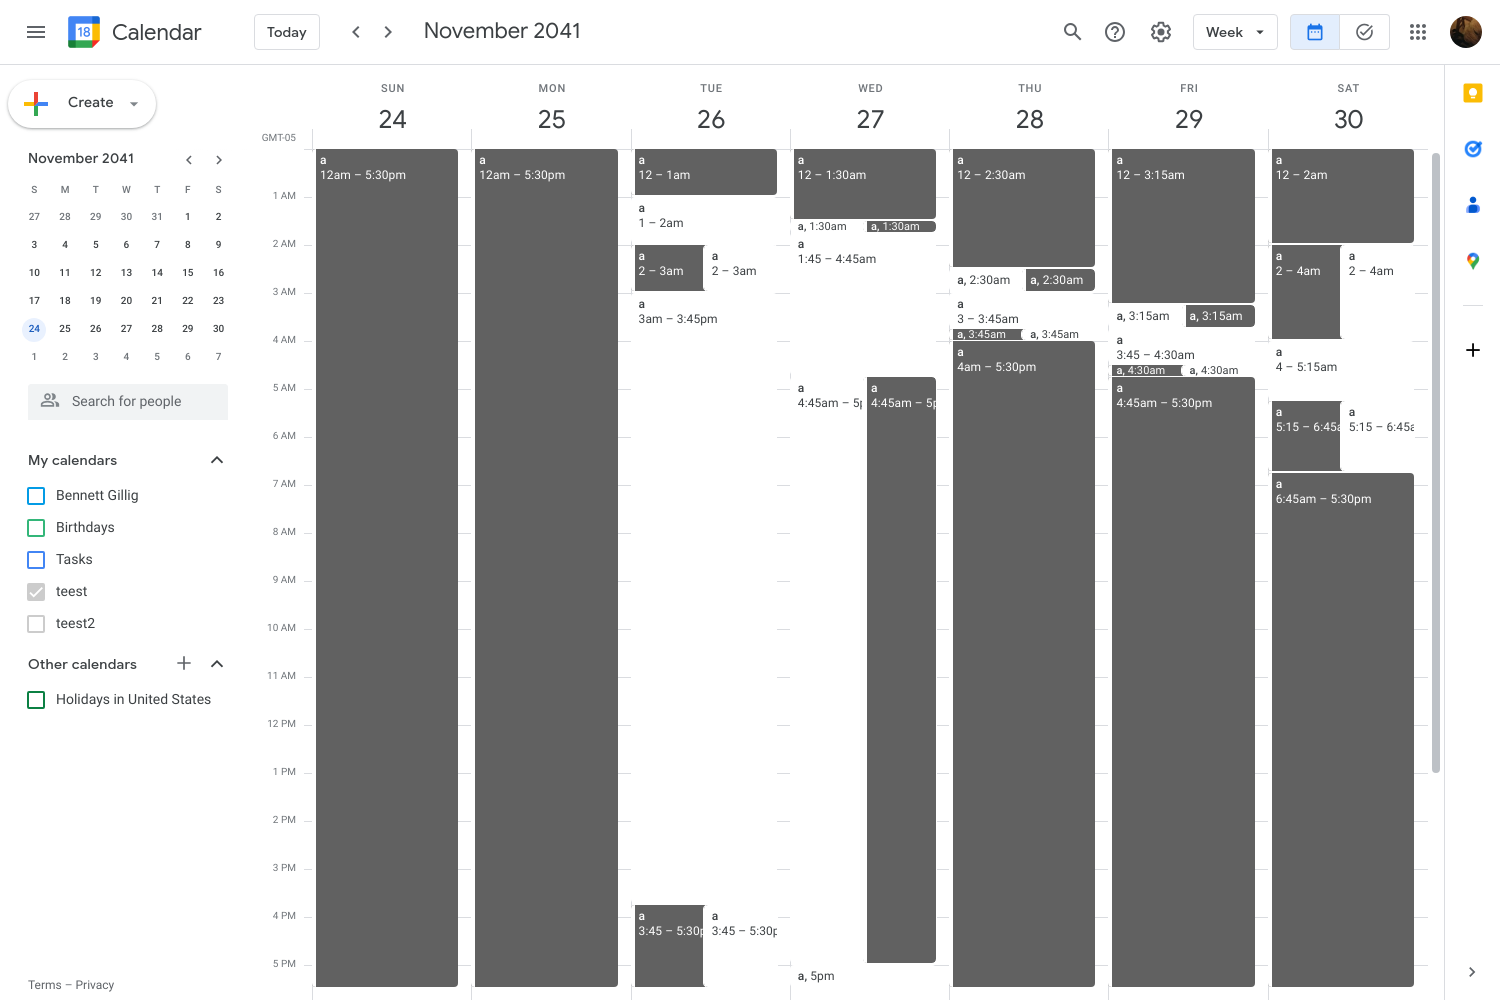 18 Calendar Today November 2041 Week
Create
November 2041
S M T W T F S
27 28 29 30 31 1 2
3 4 5 6 7 8 9
10 11 12 13 14 15 16
17 18 19 20 21 22 23
24 25 26 27 28 29 30
1 2 3 4 5 6 7
Search for people
My calendars
Bennett Gillig
Birthdays
Tasks
teest
teest2
Other calendars
Holidays in United States
Terms – Privacy
SUN MON TUE WED THU FRI SAT
24 25 26 27 28 29 30
GMT-05
1 AM
2 AM
3 AM
4 AM
5 AM
6 AM
7 AM
8 AM
9 AM
10 AM
11 AM
12 PM
1 PM
2 PM
3 PM
4 PM
5 PM
a
12am – 5:30pm
a
12am – 5:30pm
a
12 – 1am
a
1 – 2am
a
2 – 3am
a
2 – 3am
a
3am – 3:45pm
a
3:45 – 5:30p
a
3:45 – 5:30p
a
12 – 1:30am
a, 1:30am
a, 1:30am
a
1:45 – 4:45am
a
4:45am – 5p
a
4:45am – 5p
a, 5pm
a
12 – 2:30am
a, 2:30am
a, 2:30am
a
3 – 3:45am
a, 3:45am
a, 3:45am
a
4am – 5:30pm
a
12 – 3:15am
a, 3:15am
a, 3:15am
a
3:45 – 4:30am
a, 4:30am
a, 4:30am
a
4:45am – 5:30pm
a
12 – 2am
a
2 – 4am
a
2 – 4am
a
4 – 5:15am
a
5:15 – 6:45a
a
5:15 – 6:45a
a
6:45am – 5:30pm